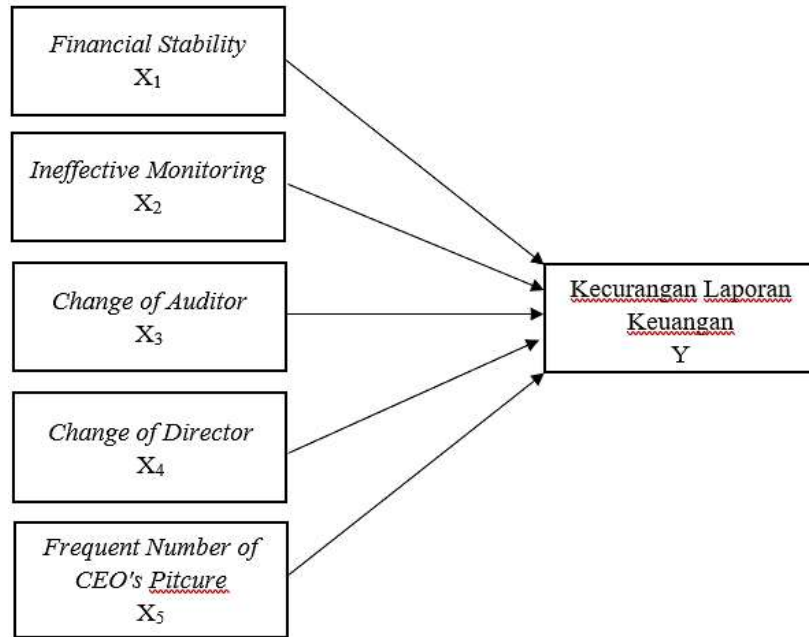 Financial Stability
X₁
Ineffective Monitoring
X₂
Change of Auditor
X₃
Change of Director
X₄
Frequent Number of
CEO's Pitcure
X₅
Kecurangan Laporan
Keuangan
Y